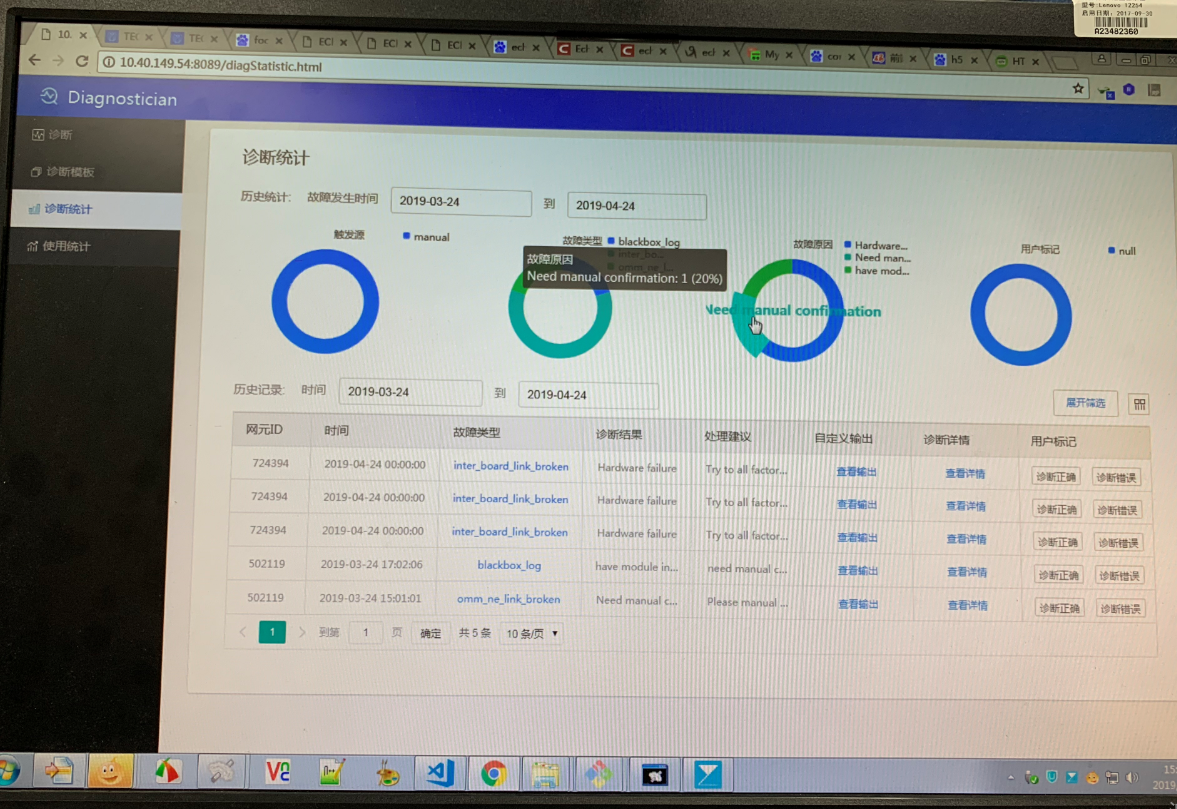 型号:Lenovo 12254
启用日期: 2017-09-30
A23482360
10.
TEC
TEC
foc
ECI
ECI
ECI
ech
Ech
ech
ecl
My
cor
前
h5
HT
10.40.149.54:8089/diagStatistic.html
Diagnostician
诊断
诊断模板
诊断统计
使用统计
诊断统计
历史统计: 故障发生时间 2019-03-24 到 2019-04-24
触发源 manual
故障类型 blackbox_log
inter_bo...
omm_ne_l...
故障原因
Need manual confirmation: 1 (20%)
故障原因 Hardware...
Need man...
have mod...
Need manual confirmation
用户标记 null
历史记录: 时间 2019-03-24 到 2019-04-24 展开筛选
网元ID 时间 故障类型 诊断结果 处理建议 自定义输出 诊断详情 用户标记
724394 2019-04-24 00:00:00 inter_board_link_broken Hardware failure Try to all factor... 查看输出 查看详情 诊断正确 诊断错误
724394 2019-04-24 00:00:00 inter_board_link_broken Hardware failure Try to all factor... 查看输出 查看详情 诊断正确 诊断错误
724394 2019-04-24 00:00:00 inter_board_link_broken Hardware failure Try to all factor... 查看输出 查看详情 诊断正确 诊断错误
502119 2019-03-24 17:02:06 blackbox_log have module in... need manual c... 查看输出 查看详情 诊断正确 诊断错误
502119 2019-03-24 15:01:01 omm_ne_link_broken Need manual c... Please manual ... 查看输出 查看详情 诊断正确 诊断错误
1 到第 1 页 确定 共 5 条 10 条/页
15:
2019